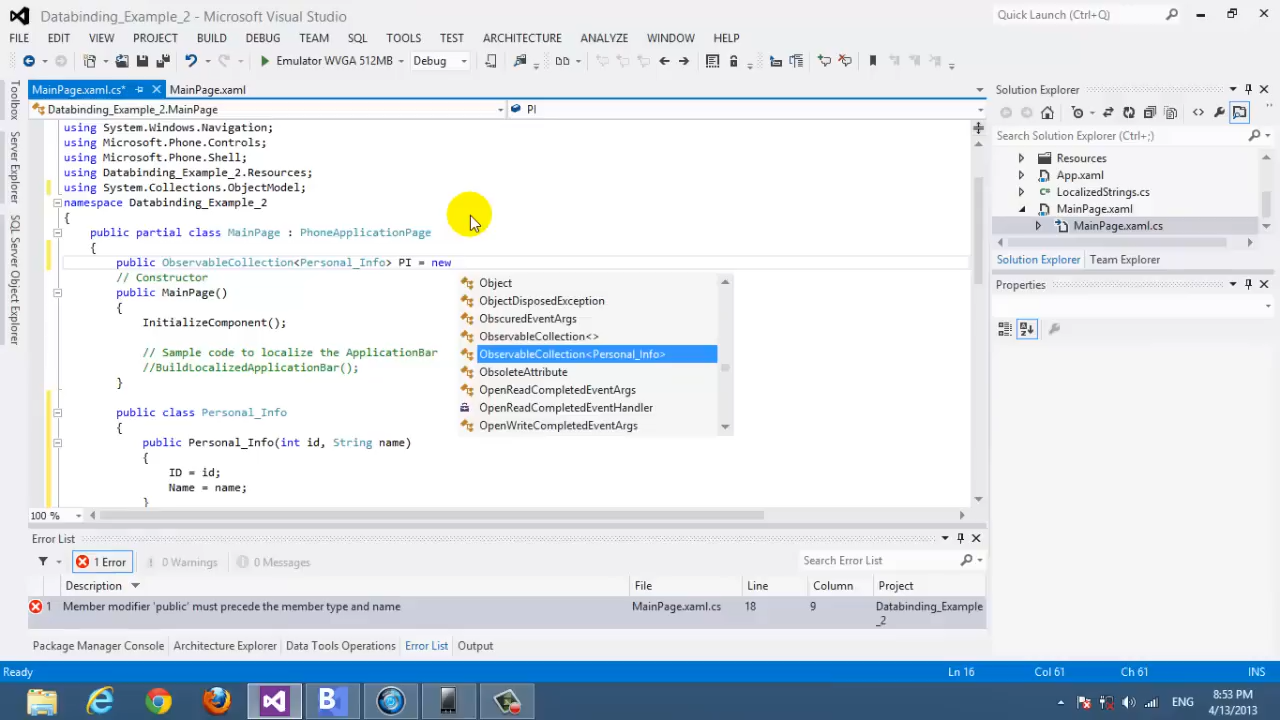 Databinding_Example_2 - Microsoft Visual Studio
Quick Launch (Ctrl+Q)
FILE EDIT VIEW PROJECT BUILD DEBUG TEAM SQL TOOLS TEST ARCHITECTURE ANALYZE WINDOW HELP
Emulator WVGA 512MB Debug
MainPage.xaml.cs* MainPage.xaml
Databinding_Example_2.MainPage PI
using System.Windows.Navigation;
using Microsoft.Phone.Controls;
using Microsoft.Phone.Shell;
using Databinding_Example_2.Resources;
using System.Collections.ObjectModel;
namespace Databinding_Example_2
{
public partial class MainPage : PhoneApplicationPage
{
public ObservableCollection<Personal_Info> PI = new
// Constructor
public MainPage()
{
InitializeComponent();
// Sample code to localize the ApplicationBar
//BuildLocalizedApplicationBar();
}
public class Personal_Info
{
public Personal_Info(int id, String name)
{
ID = id;
Name = name;
}
Object
ObjectDisposedException
ObscuredEventArgs
ObservableCollection<>
ObservableCollection<Personal_Info>
ObsoleteAttribute
OpenReadCompletedEventArgs
OpenReadCompletedEventHandler
OpenWriteCompletedEventArgs
100 %
Toolbox
Server Explorer
SQL Server Object Explorer
Solution Explorer
Search Solution Explorer (Ctrl+;)
Resources
App.xaml
LocalizedStrings.cs
MainPage.xaml
MainPage.xaml.cs
Solution Explorer Team Explorer
Properties
Error List
1 Error 0 Warnings 0 Messages
Search Error List
Description File Line Column Project
1 Member modifier 'public' must precede the member type and name MainPage.xaml.cs 18 9 Databinding_Example
_2
Package Manager Console Architecture Explorer Data Tools Operations Error List Output
Ready Ln 16 Col 61 Ch 61 INS
ENG
8:53 PM
4/13/2013